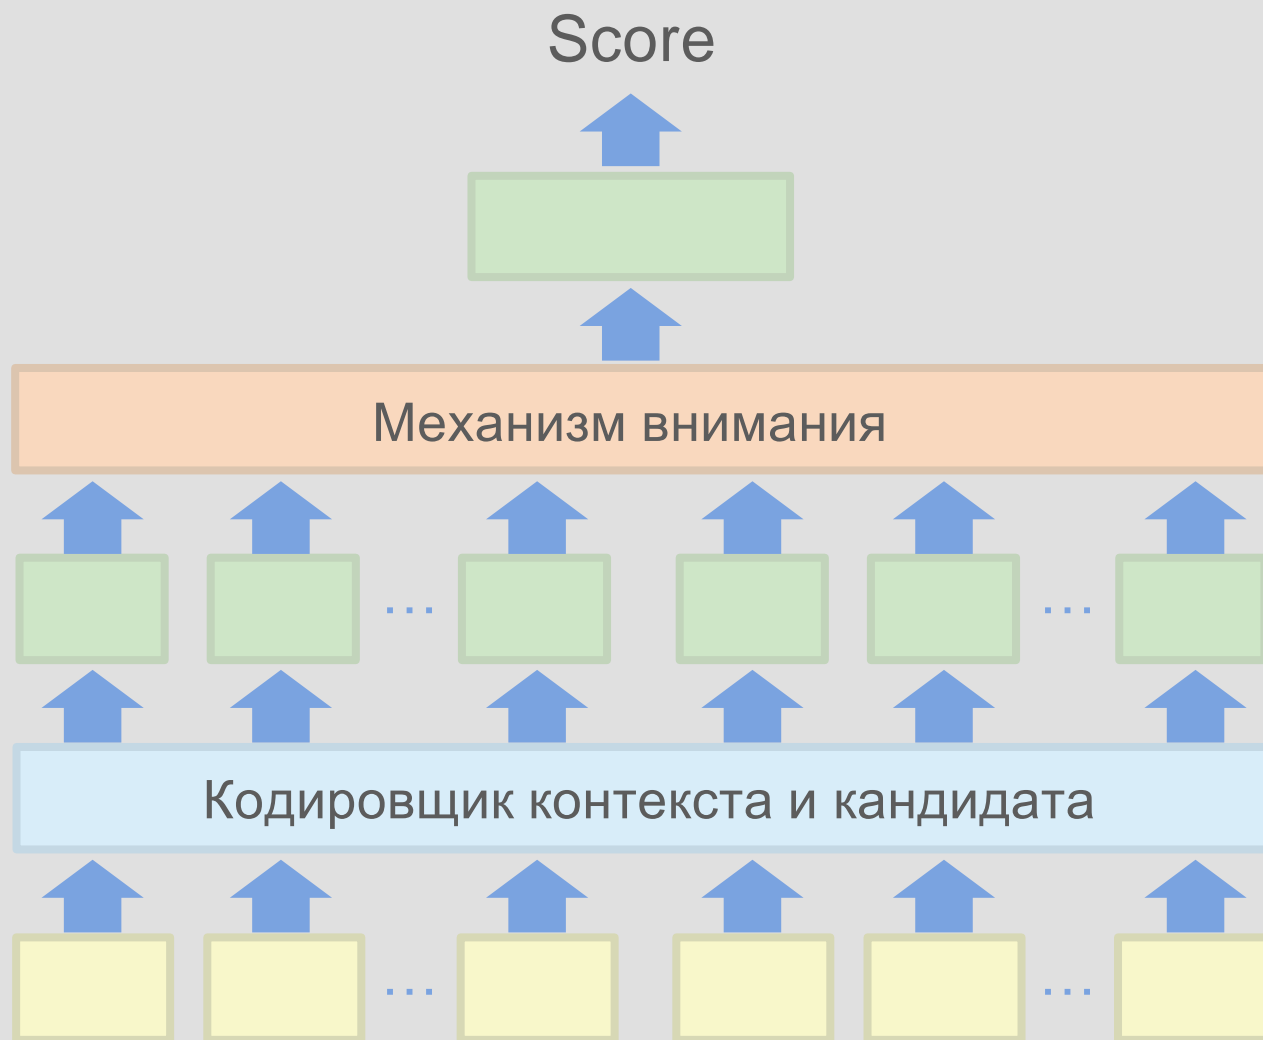 Score
Механизм внимания
... ...
Кодировщик контекста и кандидата
... ...